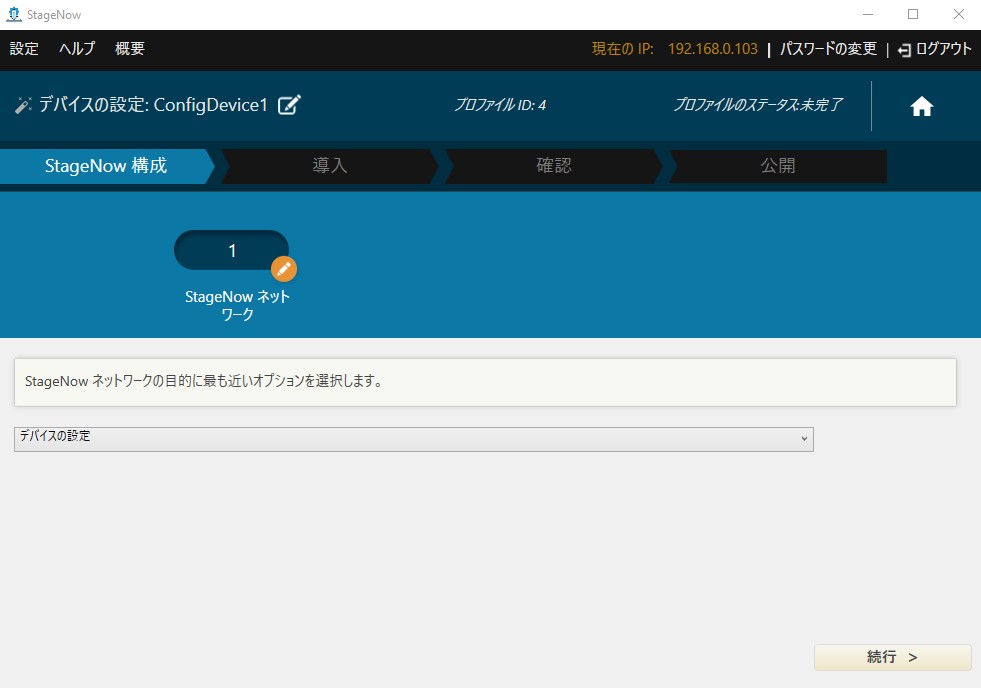 StageNow
設定 ヘルプ 概要 現在の IP: 192.168.0.103 | パスワードの変更 | ログアウト
デバイスの設定: ConfigDevice1 プロファイル ID: 4 プロファイルのステータス:未完了
StageNow 構成 導入 確認 公開
1
StageNow ネット
ワーク
StageNow ネットワークの目的に最も近いオプションを選択します。
デバイスの設定
続行 >